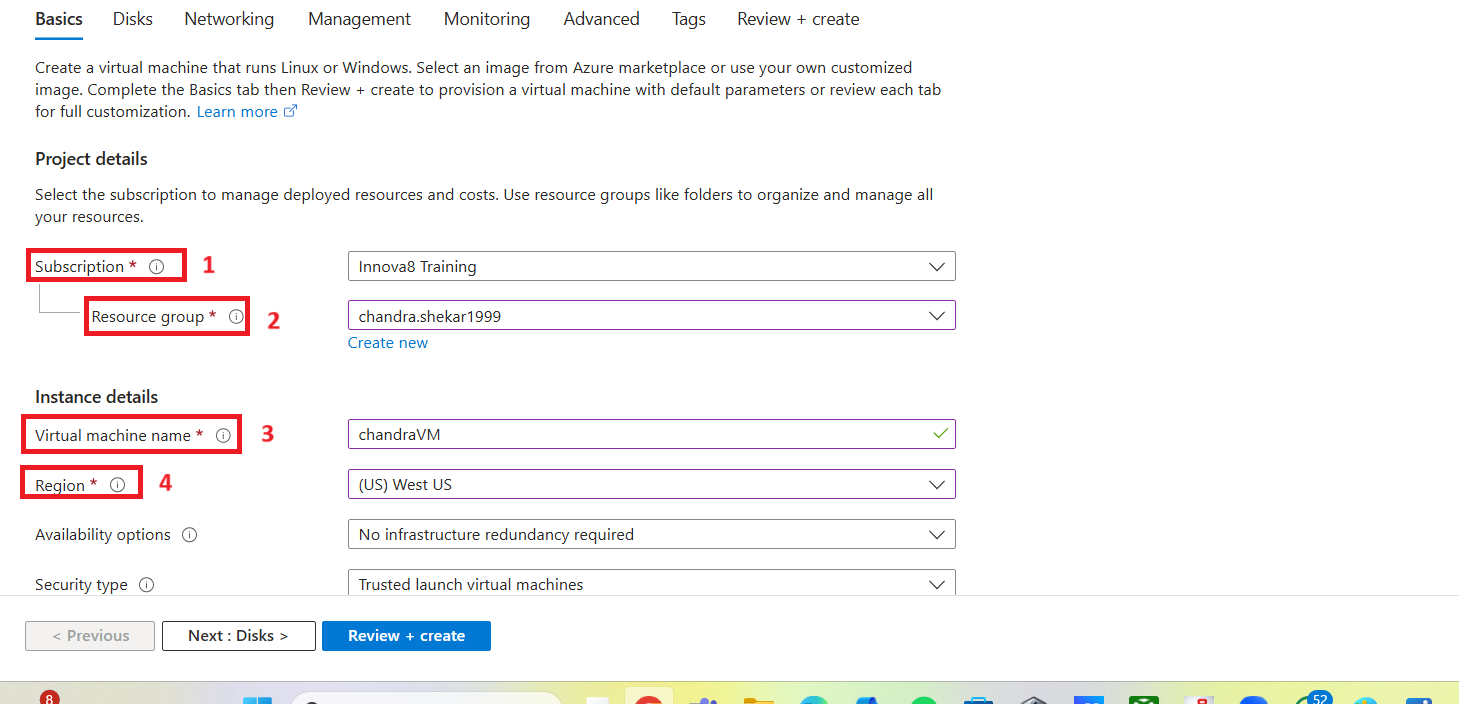 Basics Disks Networking Management Monitoring Advanced Tags Review + create
Create a virtual machine that runs Linux or Windows. Select an image from Azure marketplace or use your own customized
image. Complete the Basics tab then Review + create to provision a virtual machine with default parameters or review each tab
for full customization. Learn more
Project details
Select the subscription to manage deployed resources and costs. Use resource groups like folders to organize and manage all
your resources.
Subscription * 1 Innova8 Training
Resource group * 2 chandra.shekar1999
Create new
Instance details
Virtual machine name * 3 chandraVM
Region * 4 (US) West US
Availability options No infrastructure redundancy required
Security type Trusted launch virtual machines
< Previous Next : Disks > Review + create
8 52